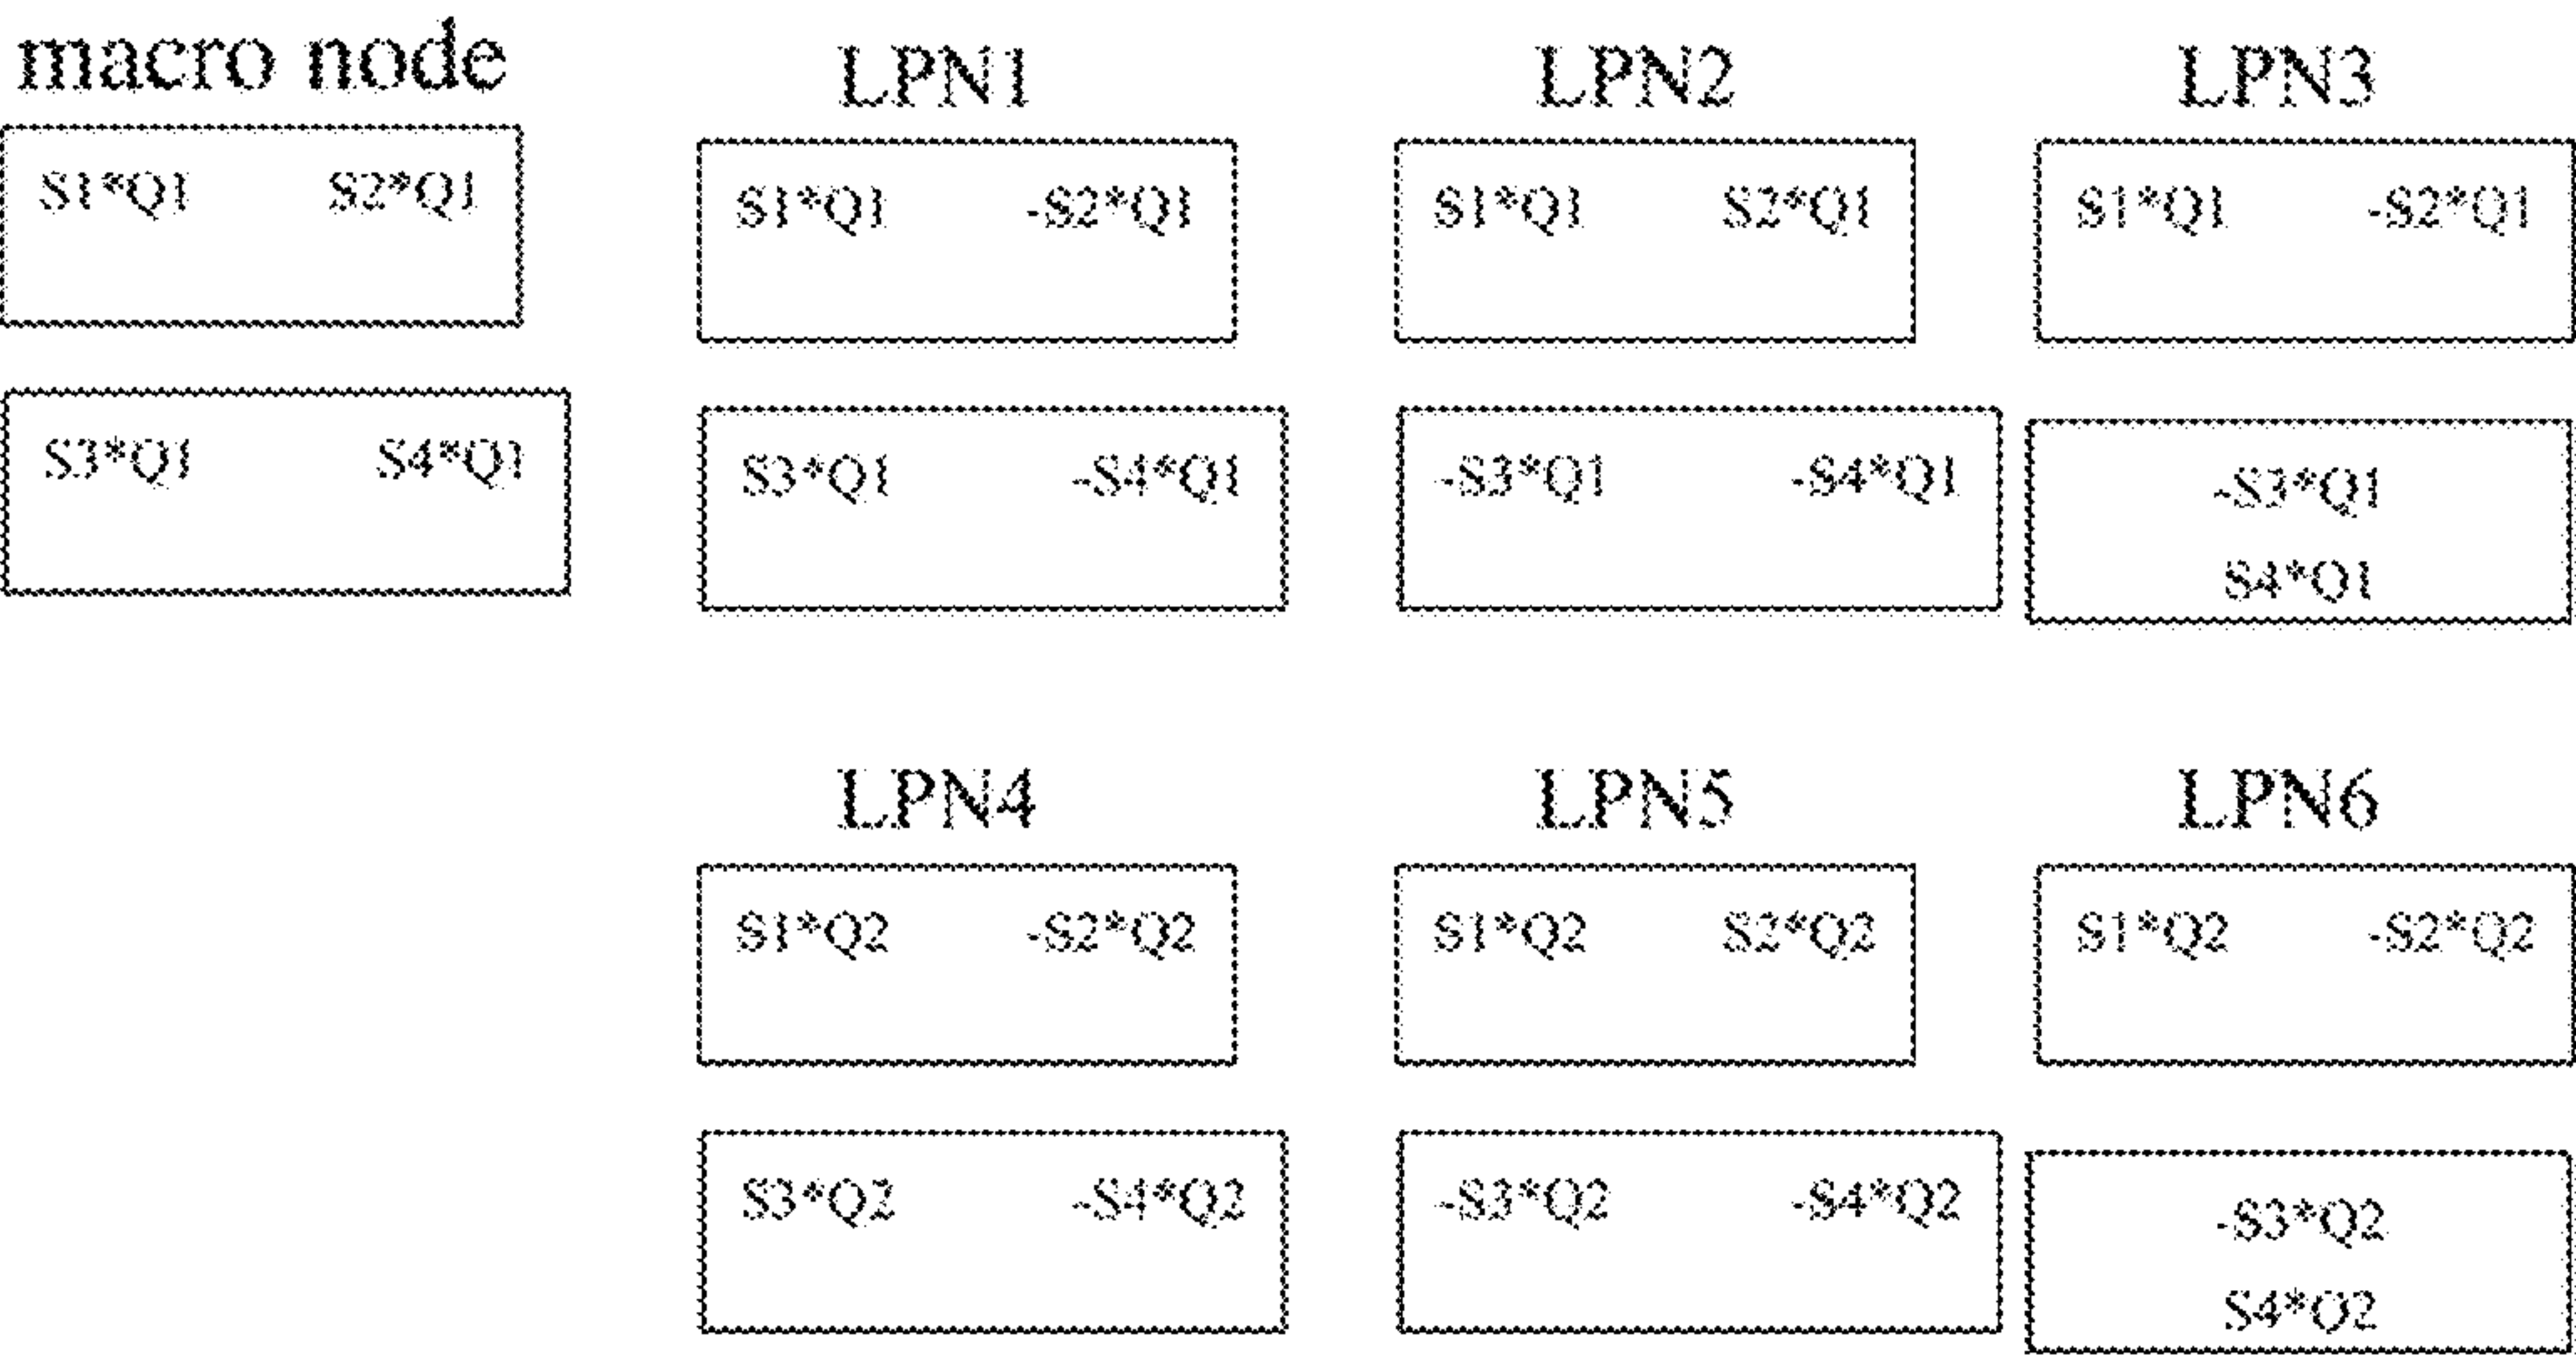 macro node LPN1 LPN2 LPN3
S1*Q1 S2*Q1 S1*Q1 -S2*Q1 S1*Q1 S2*Q1 S1*Q1 -S2*Q1
S3*Q1 S4*Q1 S3*Q1 -S4*Q1 -S3*Q1 -S4*Q1 -S3*Q1
S4*Q1
LPN4 LPN5 LPN6
S1*Q2 -S2*Q2 S1*Q2 S2*Q2 S1*Q2 -S2*Q2
S3*Q2 -S4*Q2 -S3*Q2 -S4*Q2 -S3*Q2
S4*Q2